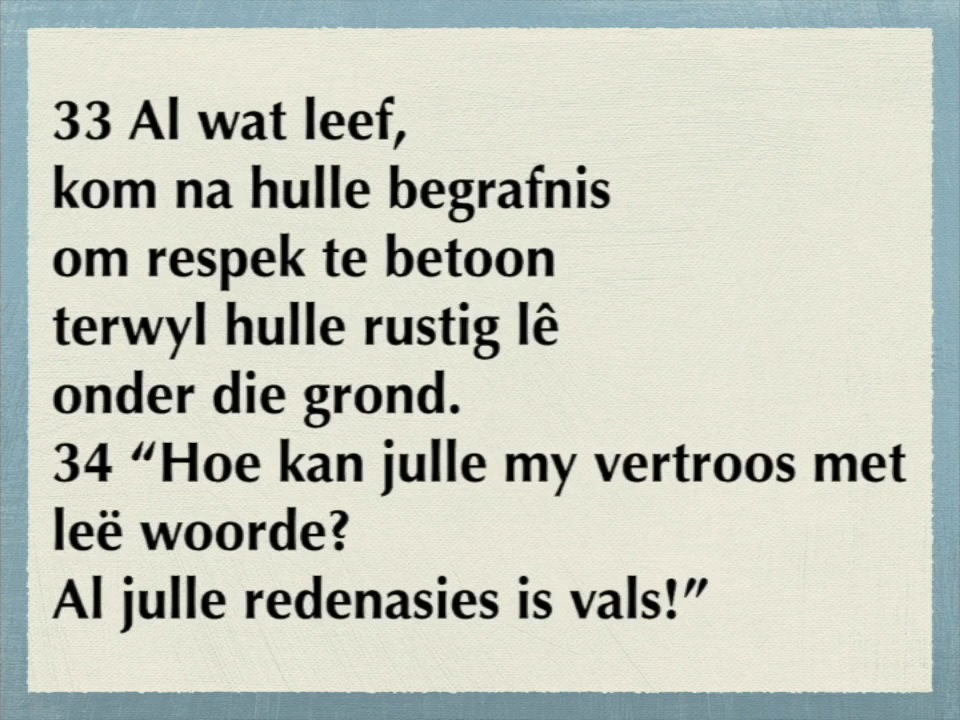 33 Al wat leef,
kom na hulle begrafnis
om respek te betoon
terwyl hulle rustig lê
onder die grond.
34 “Hoe kan julle my vertroos met
leë woorde?
Al julle redenasies is vals!”